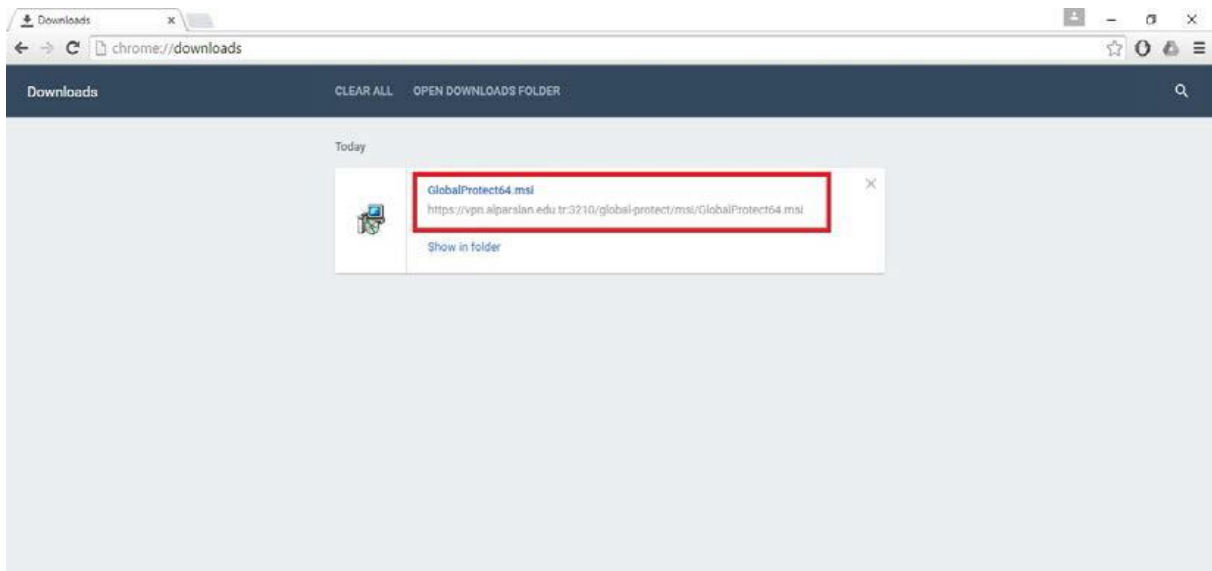 Downloads
chrome://downloads
Downloads
CLEAR ALL OPEN DOWNLOADS FOLDER
Today
GlobalProtect64.msi
https://vpn.alparslan.edu.tr:3210/global-protect/msi/GlobalProtect64.msi
Show in folder